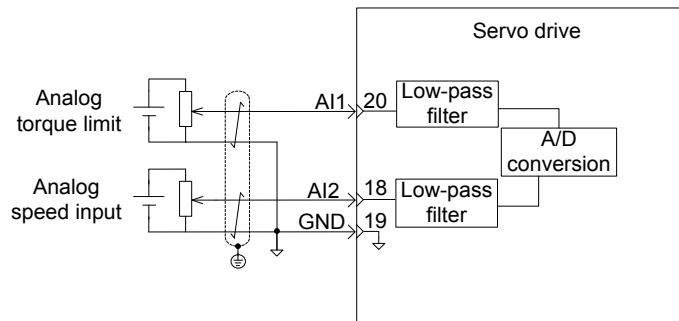 Servo drive
Analog
torque limit
AI1
20
Low-pass
filter
A/D
conversion
Analog
speed input
AI2
18
Low-pass
filter
GND
19